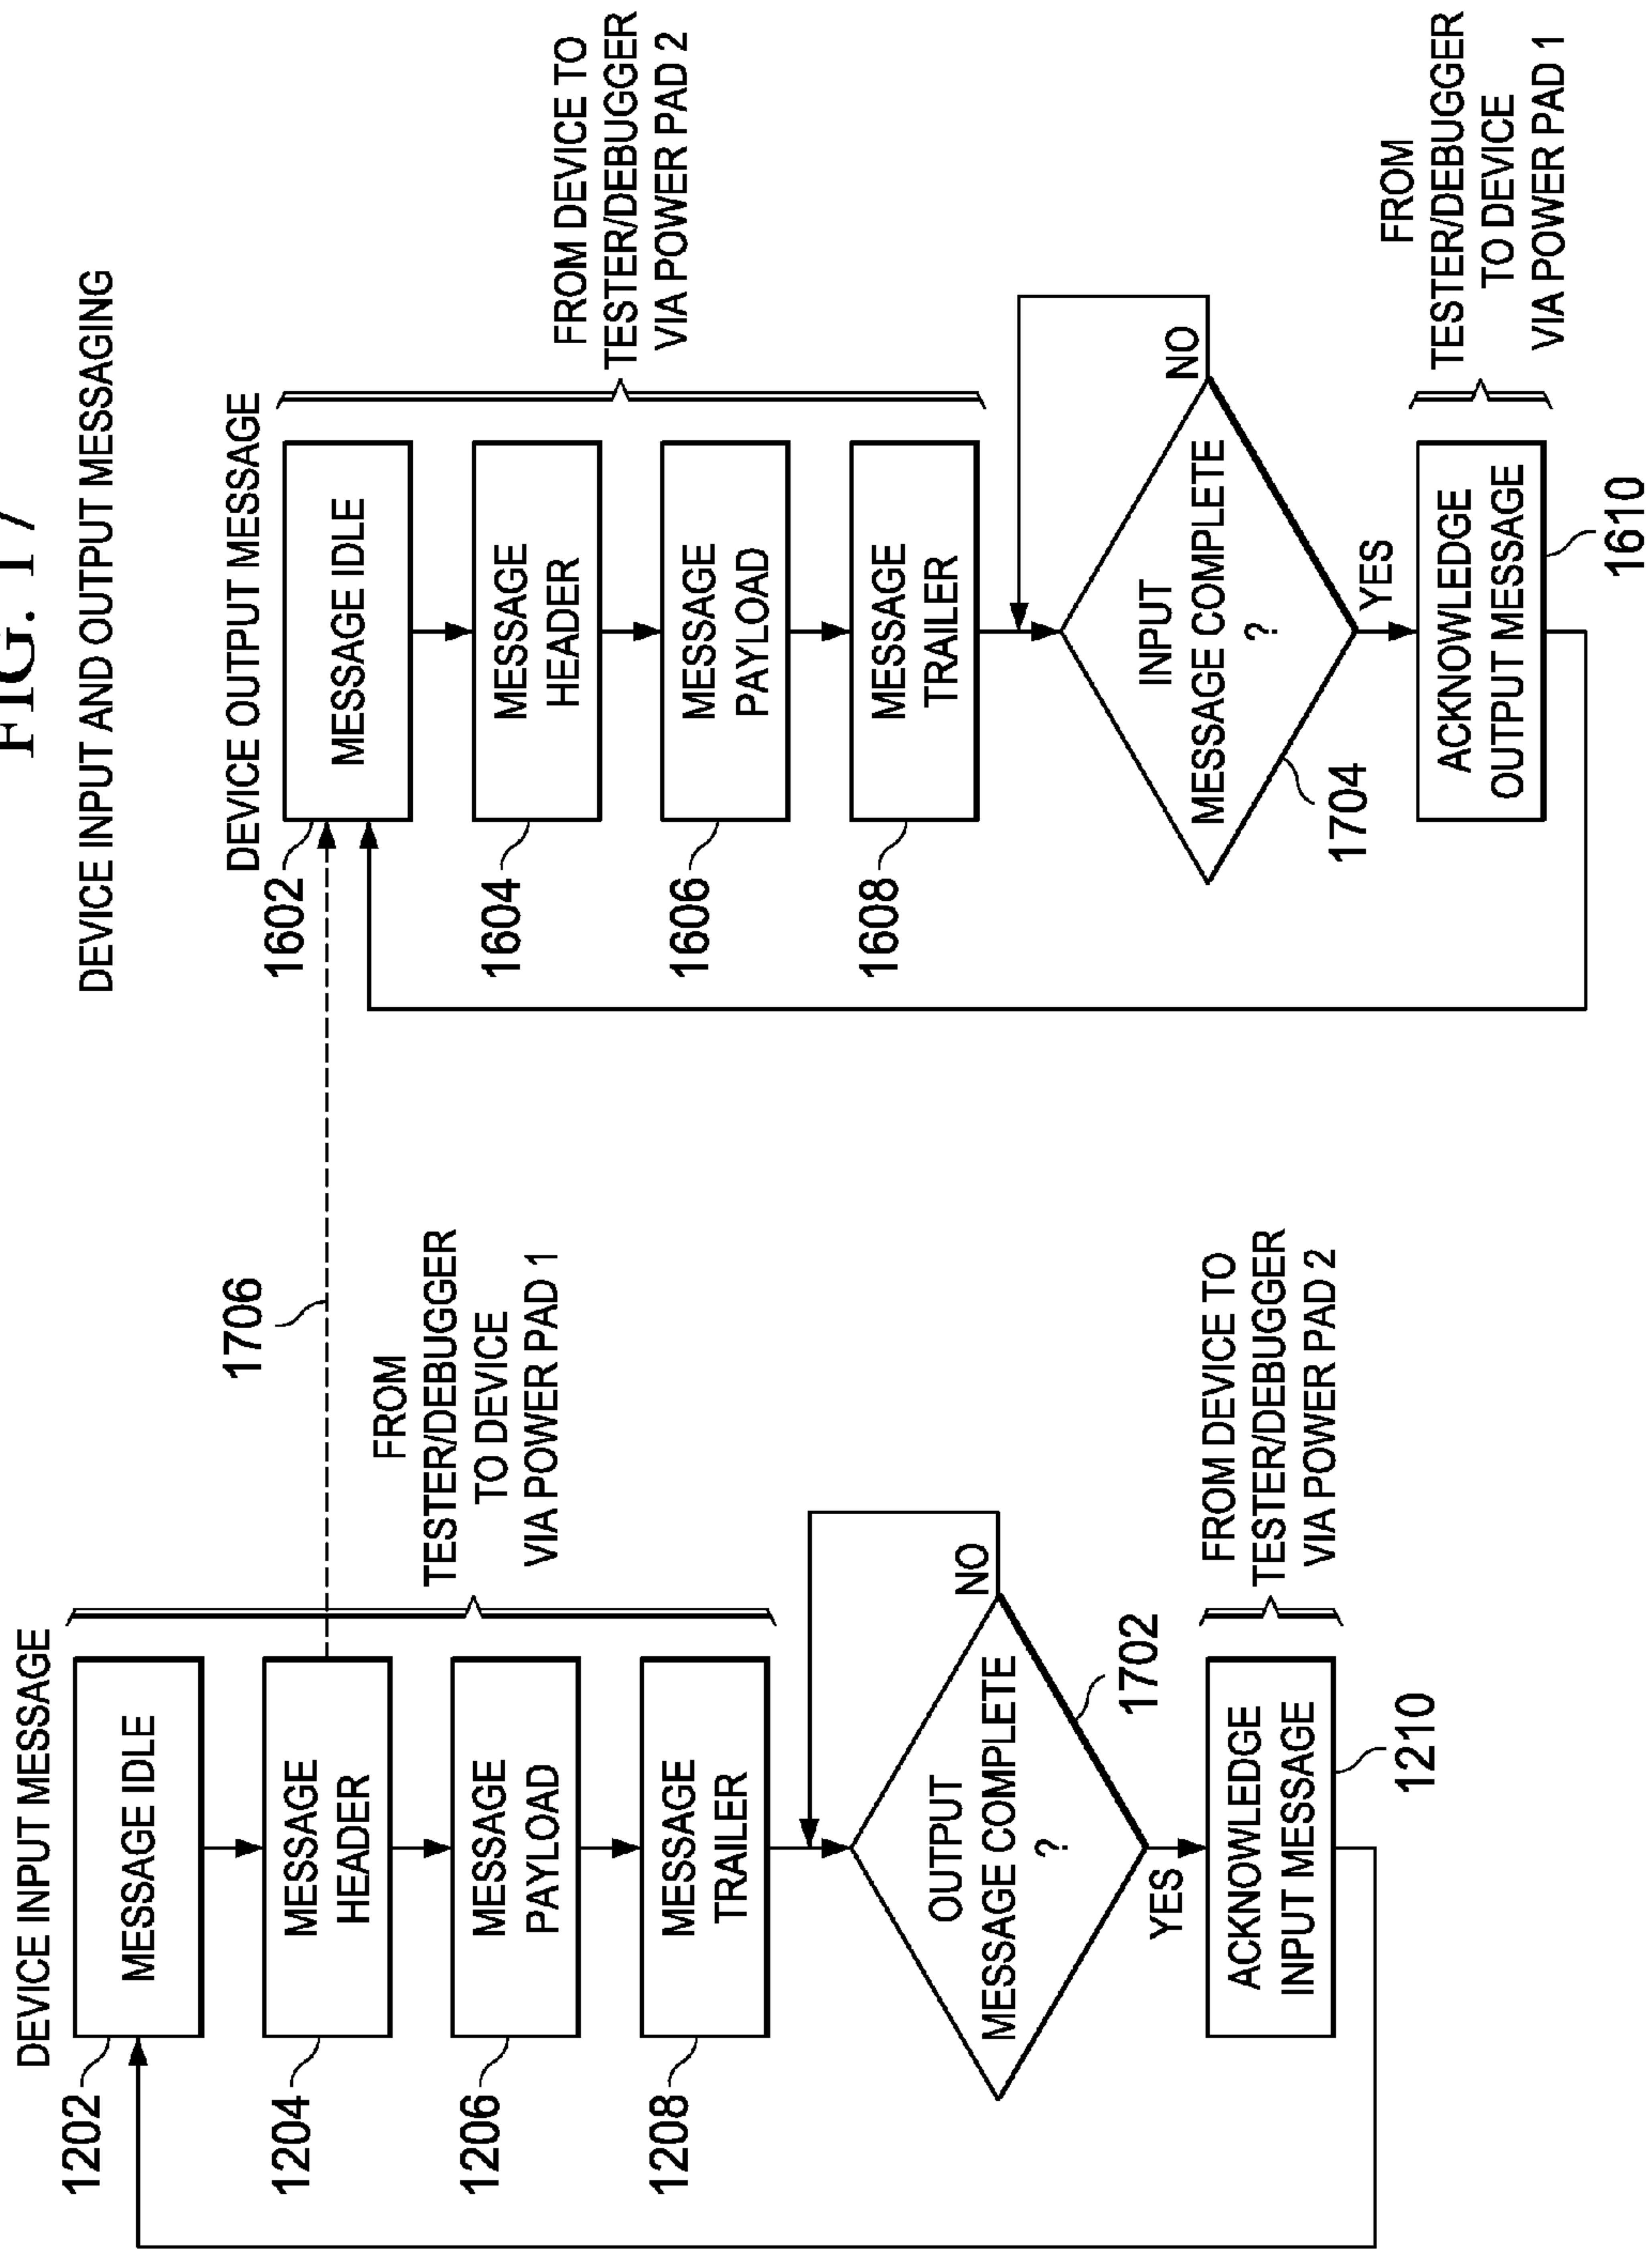 FIG. 17
DEVICE INPUT AND OUTPUT MESSAGING
DEVICE INPUT MESSAGE
1202
MESSAGE IDLE
1204
MESSAGE
HEADER
1206
MESSAGE
PAYLOAD
1208
MESSAGE
TRAILER
FROM
TESTER/DEBUGGER
TO DEVICE
VIA POWER PAD 1
OUTPUT
MESSAGE COMPLETE
?
NO
1702
YES
ACKNOWLEDGE
INPUT MESSAGE
1210
FROM DEVICE TO
TESTER/DEBUGGER
VIA POWER PAD 2
1706
DEVICE OUTPUT MESSAGE
1602
MESSAGE IDLE
1604
MESSAGE
HEADER
1606
MESSAGE
PAYLOAD
1608
MESSAGE
TRAILER
FROM DEVICE TO
TESTER/DEBUGGER
VIA POWER PAD 2
INPUT
MESSAGE COMPLETE
?
NO
1704
YES
ACKNOWLEDGE
OUTPUT MESSAGE
1610
FROM
TESTER/DEBUGGER
TO DEVICE
VIA POWER PAD 1